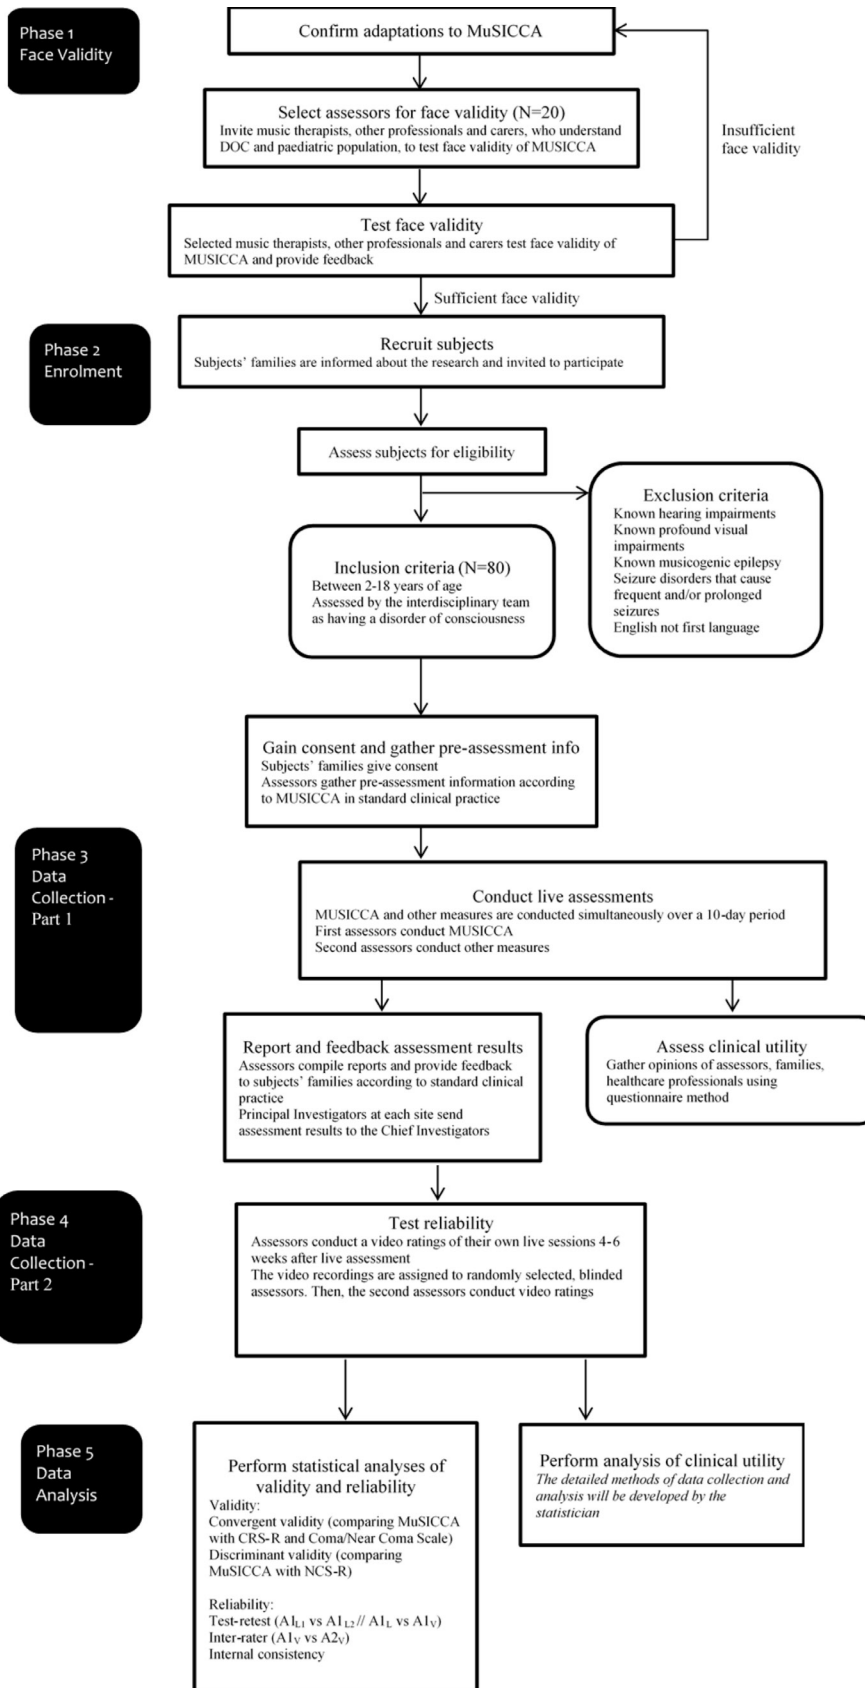 Phase 1
Face Validity
Confirm adaptations to MuSICCA
Select assessors for face validity (N=20)
Invite music therapists, other professionals and carers, who understand
DOC and paediatric population, to test face validity of MUSICCA
Insufficient
face validity
Test face validity
Selected music therapists, other professionals and carers test face validity of
MUSICCA and provide feedback
Sufficient face validity
Phase 2
Enrolment
Recruit subjects
Subjects' families are informed about the research and invited to participate
Assess subjects for eligibility
Exclusion criteria
Known hearing impairments
Known profound visual
impairments
Known musicogenic epilepsy
Seizure disorders that cause
frequent and/or prolonged
seizures
English not first language
Inclusion criteria (N=80)
Between 2-18 years of age
Assessed by the interdisciplinary team
as having a disorder of consciousness
Gain consent and gather pre-assessment info
Subjects' families give consent
Assessors gather pre-assessment information according
to MUSICCA in standard clinical practice
Phase 3
Data
Collection -
Part 1
Conduct live assessments
MUSICCA and other measures are conducted simultaneously over a 10-day period
First assessors conduct MUSICCA
Second assessors conduct other measures
Report and feedback assessment results
Assessors compile reports and provide feedback
to subjects' families according to standard clinical
practice
Principal Investigators at each site send
assessment results to the Chief Investigators
Assess clinical utility
Gather opinions of assessors, families,
healthcare professionals using
questionnaire method
Phase 4
Data
Collection -
Part 2
Test reliability
Assessors conduct a video ratings of their own live sessions 4-6
weeks after live assessment
The video recordings are assigned to randomly selected, blinded
assessors. Then, the second assessors conduct video ratings
Phase 5
Data
Analysis
Perform statistical analyses of
validity and reliability
Validity:
Convergent validity (comparing MuSICCA
with CRS-R and Coma/Near Coma Scale)
Discriminant validity (comparing
MuSICCA with NCS-R)
Reliability:
Test-retest (A1L1 vs A1L2 // A1L vs A1V)
Inter-rater (A1V vs A2V)
Internal consistency
Perform analysis of clinical utility
The detailed methods of data collection and
analysis will be developed by the
statistician